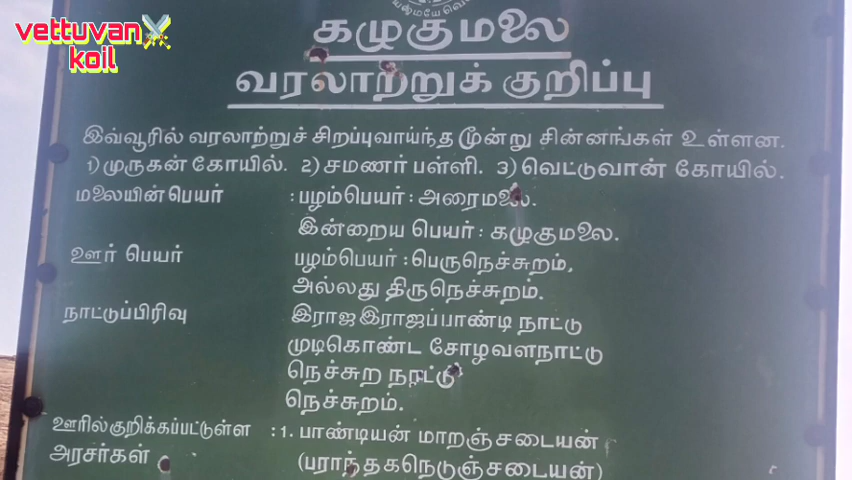 vettuvan
koil
கழுகுமலை
வரலாற்றுக் குறிப்பு
இவ்வூரில் வரலாற்றுச் சிறப்புவாய்ந்த மூன்று சின்னங்கள் உள்ளன.
1) முருகன் கோயில். 2) சமணர் பள்ளி. 3) வெட்டுவான் கோயில்.
மலையின் பெயர் : பழம்பெயர் : அரைமலை.
இன்றைய பெயர் : கழுகுமலை.
ஊர் பெயர் பழம்பெயர் : பெருநெச்சுறம்,
அல்லது திருநெச்சுறம்.
நாட்டுப்பிரிவு இராஜஇராஜப்பாண்டி நாட்டு
முடிகொண்ட சோழவளநாட்டு
நெச்சுற நாட்டு
நெச்சுறம்.
ஊரில்குறிக்கப்பட்டுள்ள : 1. பாண்டியன் மாறஞ்சடையன்
அரசர்கள் (பராந்தகநெடுஞ்சடையன்)